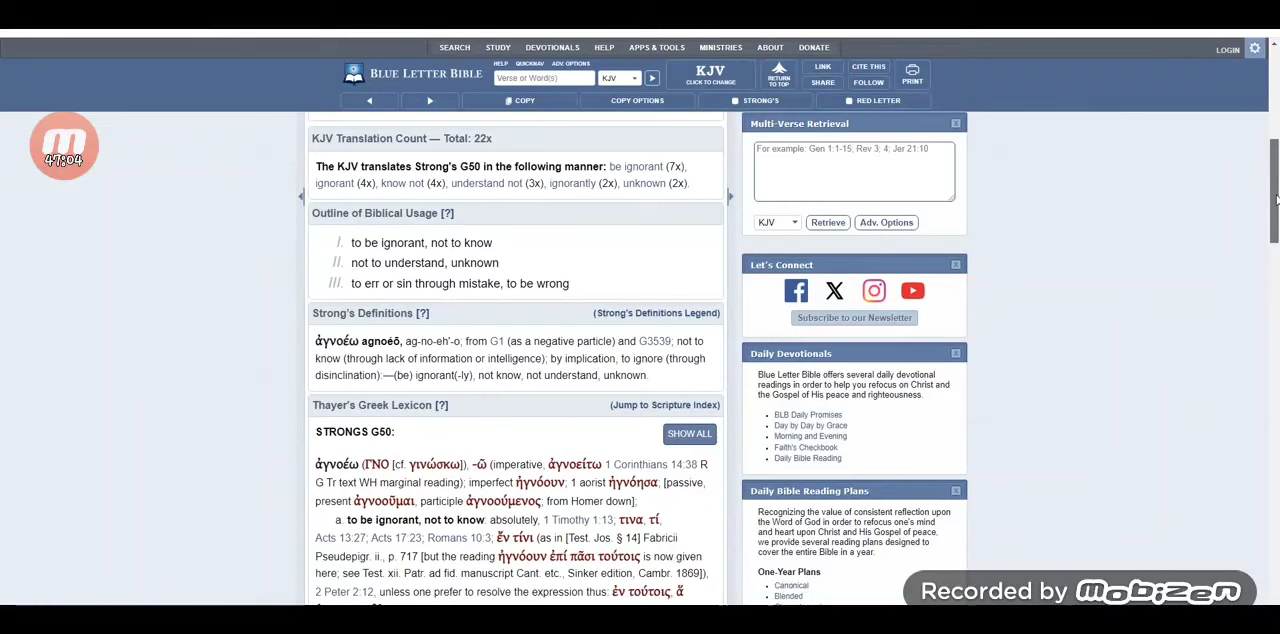 SEARCH STUDY DEVOTIONALS HELP APPS & TOOLS MINISTRIES ABOUT DONATE LOGIN
HELP QUICKNAV ADV. OPTIONS
BLUE LETTER BIBLE Verse or Word(s) KJV
KJV
CLICK TO CHANGE
RETURN
TO TOP
LINK CITE THIS
SHARE FOLLOW PRINT
COPY COPY OPTIONS STRONG'S RED LETTER
47:04
KJV Translation Count — Total: 22x
The KJV translates Strong's G50 in the following manner: be ignorant (7x),
ignorant (4x), know not (4x), understand not (3x), ignorantly (2x), unknown (2x).
Outline of Biblical Usage [?]
I. to be ignorant, not to know
II. not to understand, unknown
III. to err or sin through mistake, to be wrong
Strong's Definitions [?] (Strong's Definitions Legend)
ἀγνοέω agnoéō, ag-no-eh'-o; from G1 (as a negative particle) and G3539; not to
know (through lack of information or intelligence); by implication, to ignore (through
disinclination):—(be) ignorant(-ly), not know, not understand, unknown.
Thayer's Greek Lexicon [?] (Jump to Scripture Index)
STRONGS G50: SHOW ALL
ἀγνοέω (ΓΝΟ [cf. γινώσκω]), -ῶ (imperative, ἀγνοείτω 1 Corinthians 14:38 R
G Tr text WH marginal reading); imperfect ἠγνόουν; 1 aorist ἠγνόησα; [passive,
present ἀγνοοῦμαι, participle ἀγνοούμενος; from Homer down];
a. to be ignorant, not to know: absolutely, 1 Timothy 1:13; τινα, τί,
Acts 13:27; Acts 17:23; Romans 10:3; ἔν τίνι (as in [Test. Jos. § 14] Fabricii
Pseudepigr. ii., p. 717 [but the reading ἠγνόουν ἐπί πᾶσι τούτοις is now given
here; see Test. xii. Patr. ad fid. manuscript Cant. etc., Sinker edition, Cambr. 1869]),
2 Peter 2:12, unless one prefer to resolve the expression thus: ἐν τούτοις, ἅ
Multi-Verse Retrieval
For example: Gen 1:1-15; Rev 3; 4; Jer 21:10
KJV Retrieve Adv. Options
Let's Connect
Subscribe to our Newsletter
Daily Devotionals
Blue Letter Bible offers several daily devotional
readings in order to help you refocus on Christ and
the Gospel of His peace and righteousness.
BLB Daily Promises
Day by Day by Grace
Morning and Evening
Faith's Checkbook
Daily Bible Reading
Daily Bible Reading Plans
Recognizing the value of consistent reflection upon
the Word of God in order to refocus one's mind
and heart upon Christ and His Gospel of peace,
we provide several reading plans designed to
cover the entire Bible in a year.
One-Year Plans
Canonical
Blended
Recorded by mobizen